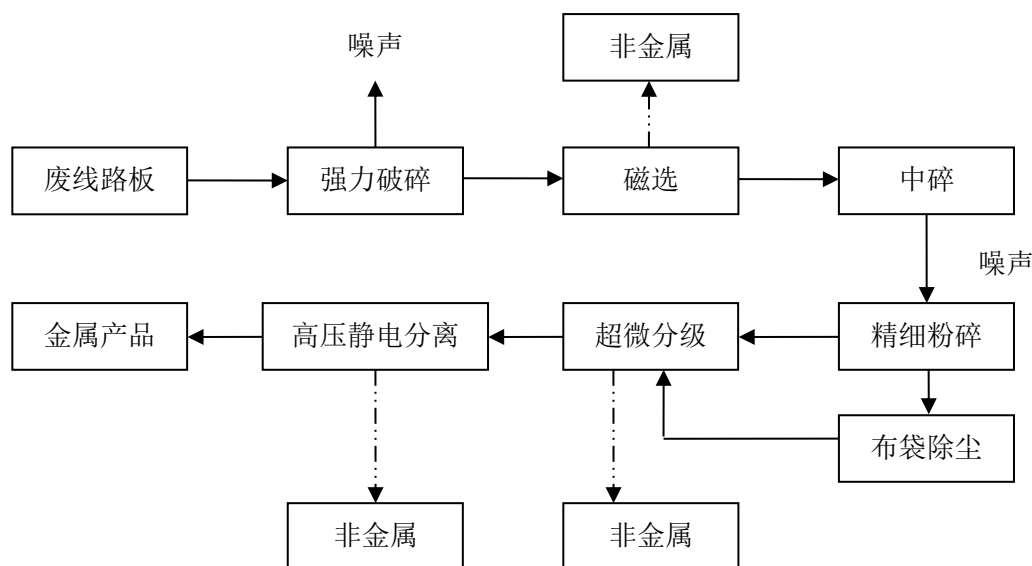 噪声
非金属
废线路板
强力破碎
磁选
中碎
噪声
金属产品
高压静电分离
超微分级
精细粉碎
布袋除尘
非金属
非金属